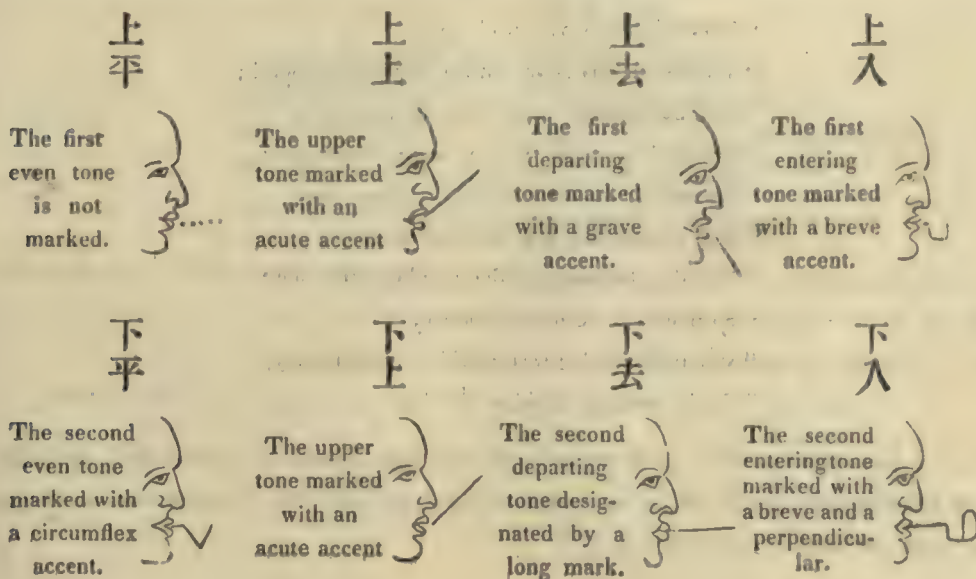 上平
The first
even tone
is not
marked.
上上
The upper
tone marked
with an
acute accent
上去
The first
departing
tone marked
with a grave
accent.
上入
The first
entering
tone marked
with a breve
accent.
下平
The second
even tone
marked with
a circumflex
accent.
下上
The upper
tone marked
with an
acute accent
下去
The second
departing
tone desig-
nated by a
long mark.
下入
The second
entering tone
marked with
a breve and a
perpendicu-
lar.